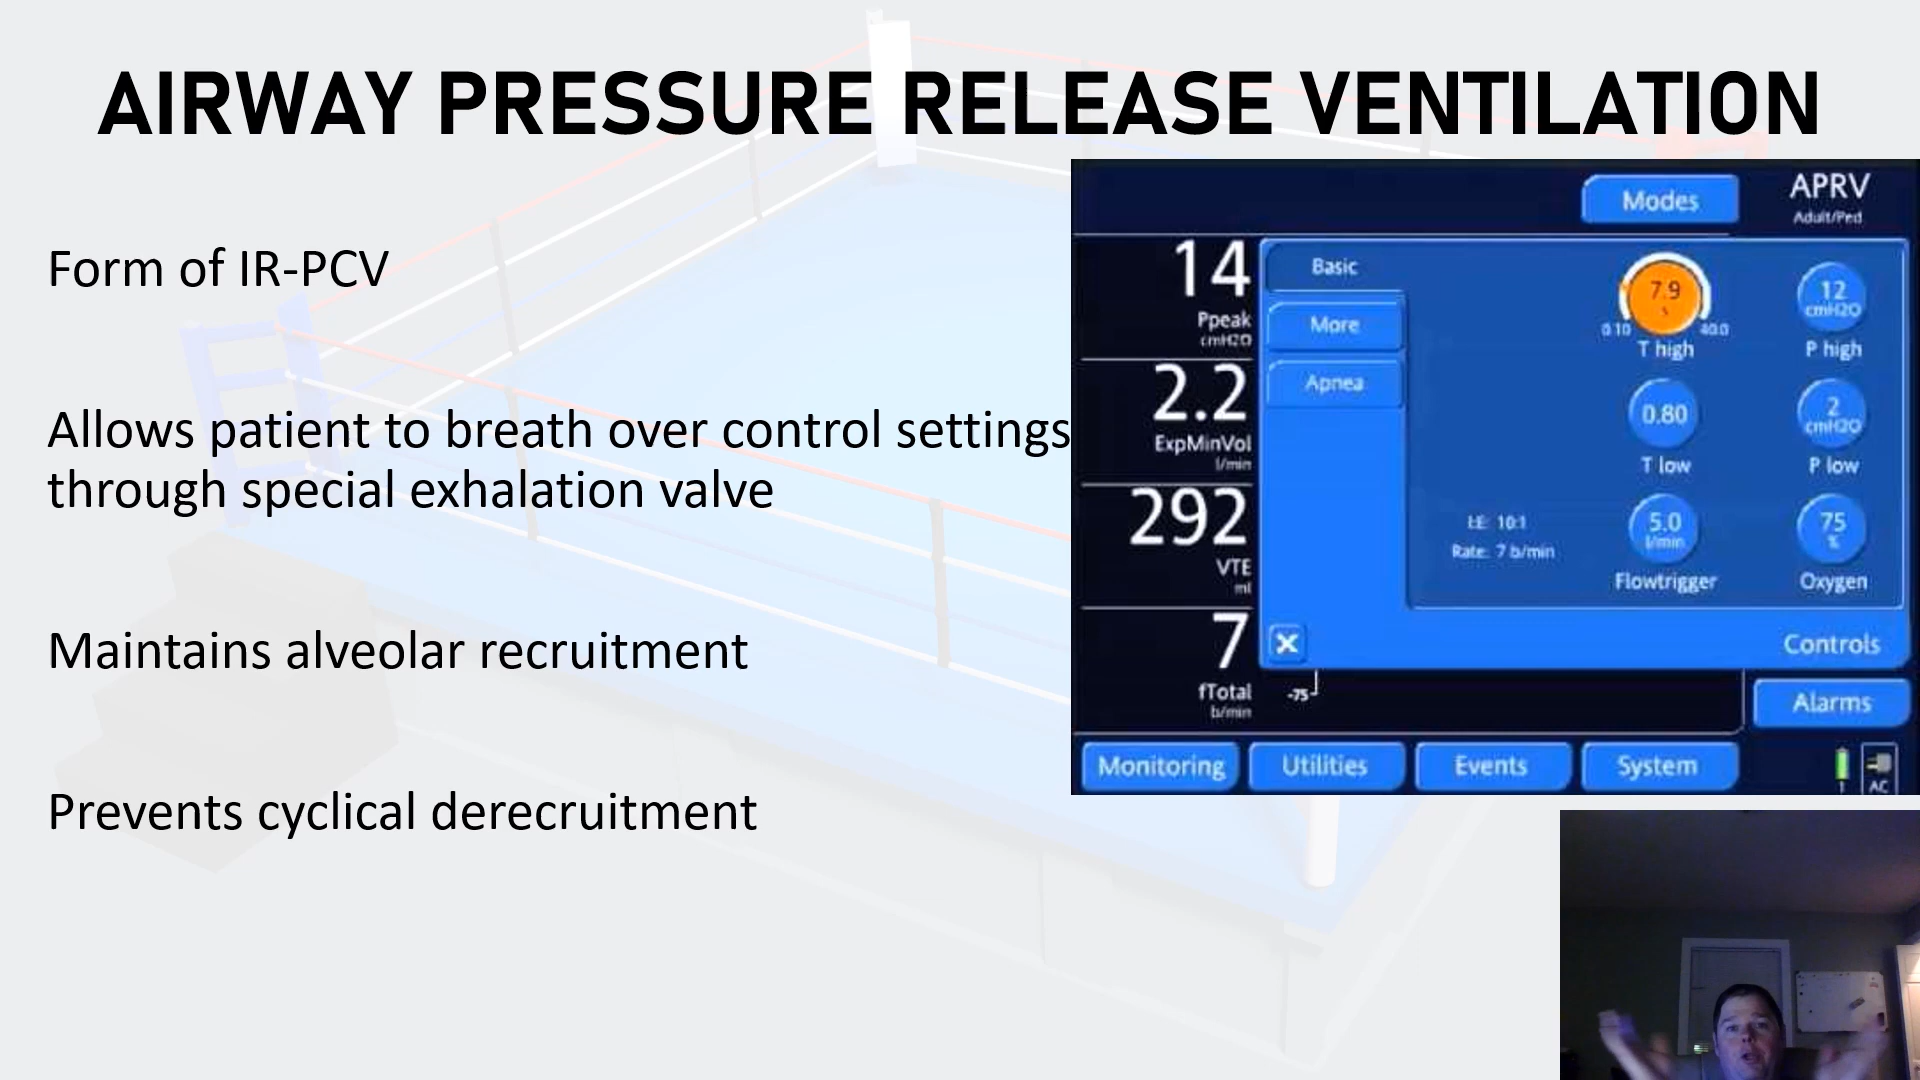 AIRWAY PRESSURE RELEASE VENTILATION
Form of IR-PCV
Allows patient to breath over control settings
through special exhalation valve
Maintains alveolar recruitment
Prevents cyclical derecruitment
Modes
APRV
Adult/Ped
14
Ppeak
cmH2O
2.2
ExpMinVol
l/min
292
VTE
ml
7
fTotal
b/min
Basic
More
Apnea
7.9
s
0.10
40.0
T high
12
cmH2O
P high
0.80
T low
2
cmH2O
P low
I:E: 10:1
Rate: 7 b/min
5.0
l/min
Flowtrigger
75
%
Oxygen
Controls
-75
Alarms
Monitoring
Utilities
Events
System
1
AC